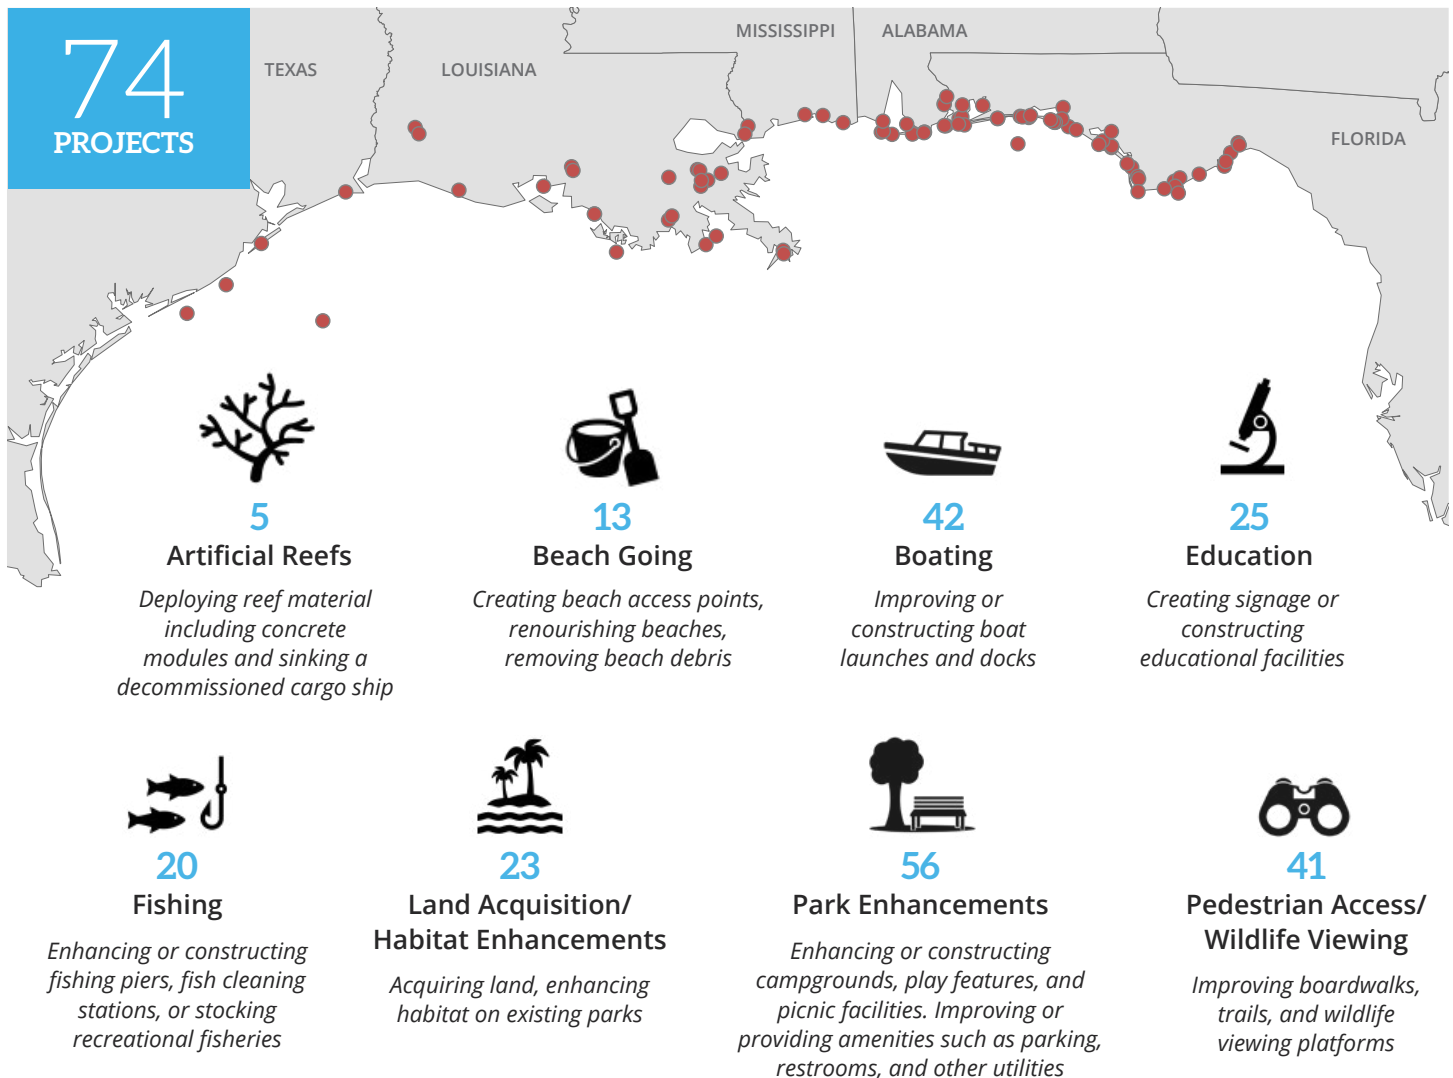 74
PROJECTS
TEXAS
LOUISIANA
MISSISSIPPI
ALABAMA
FLORIDA
5
Artificial Reefs
Deploying reef material
including concrete
modules and sinking a
decommissioned cargo ship
13
Beach Going
Creating beach access points,
renourishing beaches,
removing beach debris
42
Boating
Improving or
constructing boat
launches and docks
25
Education
Creating signage or
constructing
educational facilities
20
Fishing
Enhancing or constructing
fishing piers, fish cleaning
stations, or stocking
recreational fisheries
23
Land Acquisition/
Habitat Enhancements
Acquiring land, enhancing
habitat on existing parks
56
Park Enhancements
Enhancing or constructing
campgrounds, play features, and
picnic facilities. Improving or
providing amenities such as parking,
restrooms, and other utilities
41
Pedestrian Access/
Wildlife Viewing
Improving boardwalks,
trails, and wildlife
viewing platforms